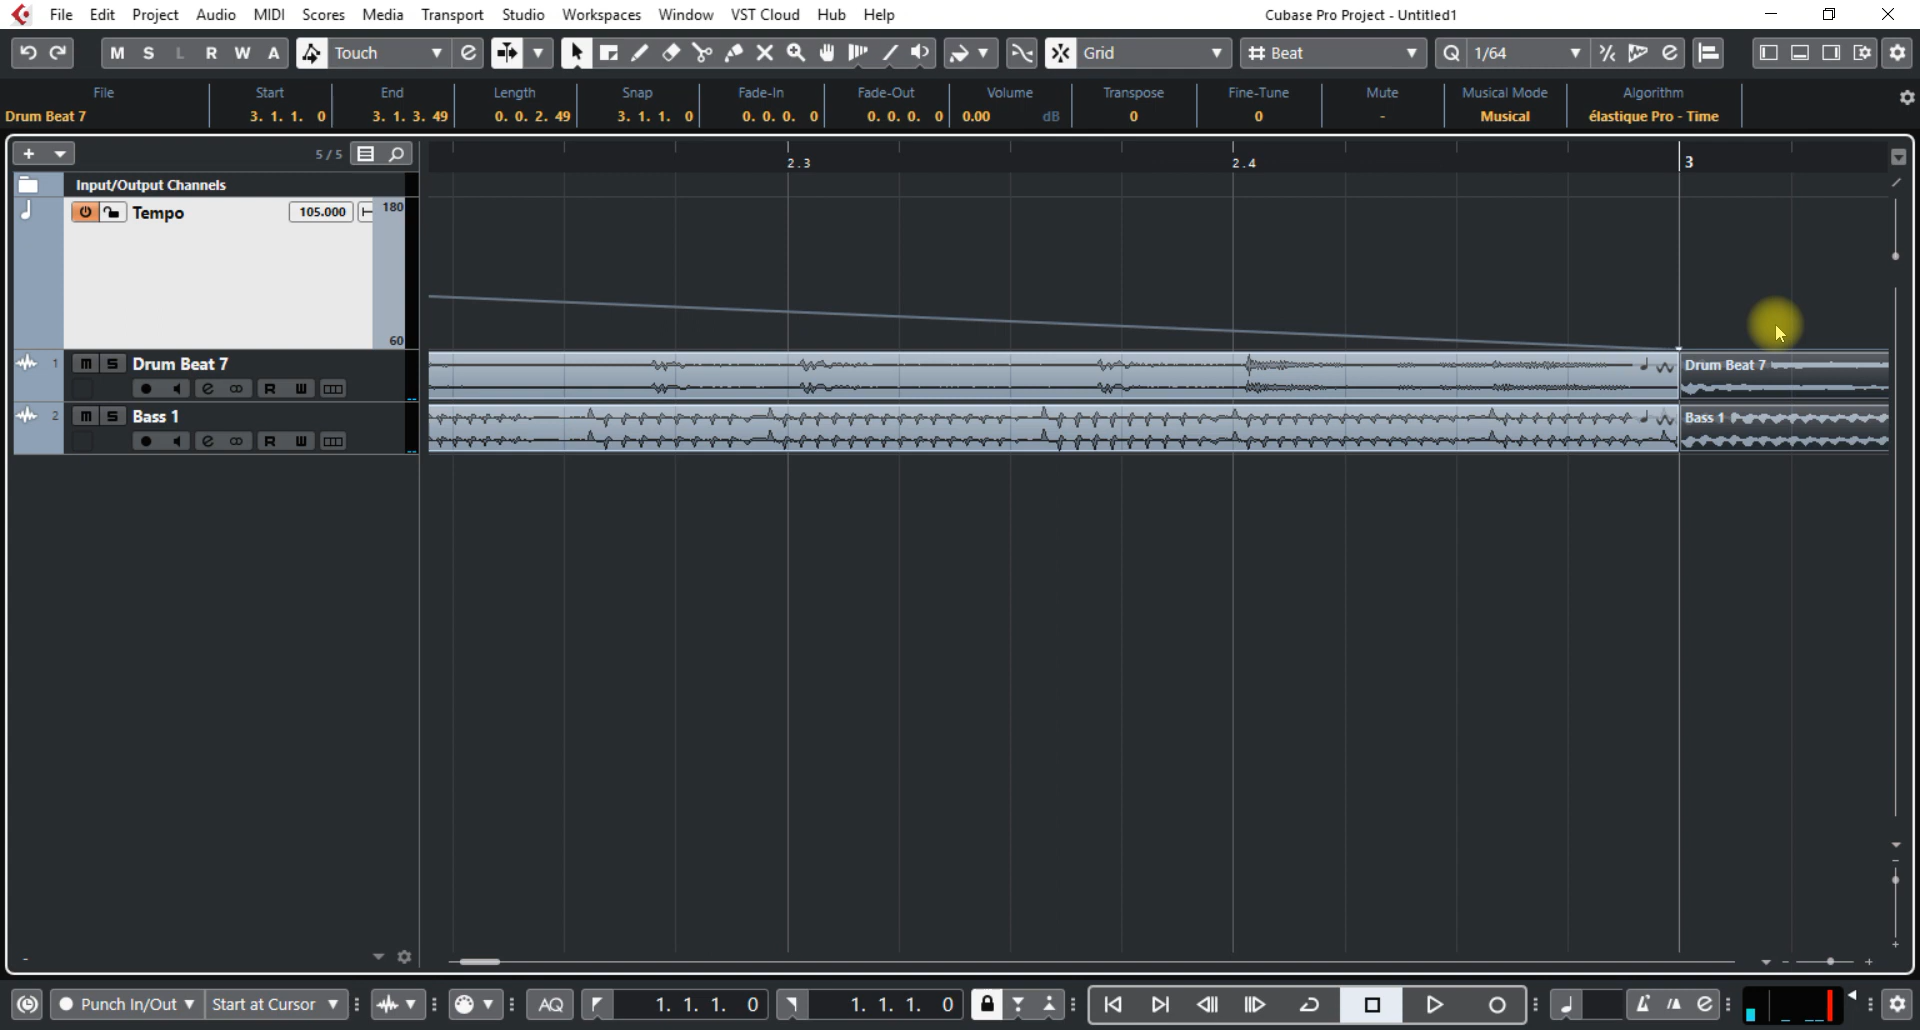 File Edit Project Audio MIDI Scores Media Transport Studio Workspaces Window VST Cloud Hub Help Cubase Pro Project - Untitled1
M S L R W A Touch Grid Beat Q 1/64
File Start End Length Snap Fade-In Fade-Out Volume Transpose Fine-Tune Mute Musical Mode Algorithm
Drum Beat 7 3. 1. 1. 0 3. 1. 3. 49 0. 0. 2. 49 3. 1. 1. 0 0. 0. 0. 0 0. 0. 0. 0 0.00 dB 0 0 - Musical élastique Pro - Time
+ 5/5 2.3 2.4 3
Input/Output Channels
Tempo 105.000 180
60
1 m S Drum Beat 7 Drum Beat 7
e R W
2 m S Bass 1 Bass 1
e R W
Punch In/Out Start at Cursor AQ 1. 1. 1. 0 1. 1. 1. 0 e